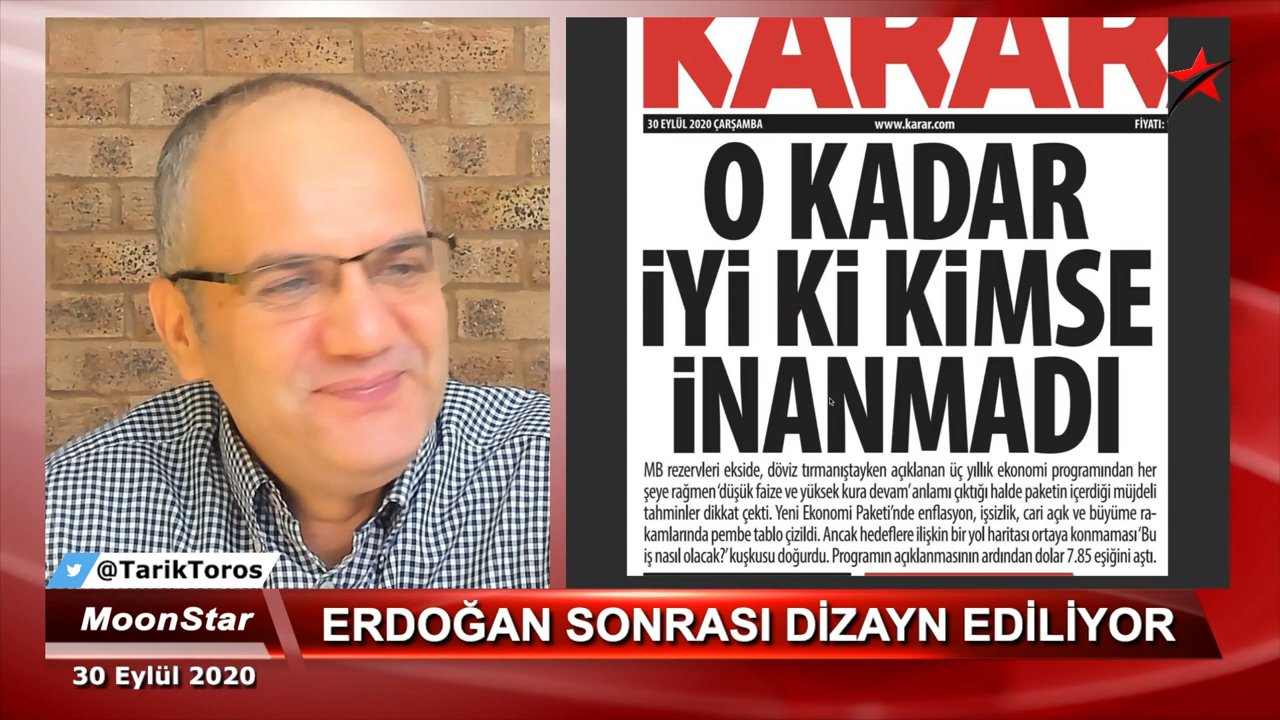 KARAR
30 EYLÜL 2020 ÇARŞAMBA
www.karar.com
FİYATI:
O KADAR
İYİ Kİ KİMSE
İNANMADI
MB rezervleri ekside, döviz tırmanıştayken açıklanan üç yıllık ekonomi programından her
şeye rağmen 'düşük faize ve yüksek kura devam' anlamı çıktığı halde paketin içerdiği müjdeli
tahminler dikkat çekti. Yeni Ekonomi Paketi'nde enflasyon, işsizlik, cari açık ve büyüme ra-
kamlarında pembe tablo çizildi. Ancak hedeflere ilişkin bir yol haritası ortaya konmaması 'Bu
iş nasıl olacak?' kuşkusu doğurdu. Programın açıklanmasının ardından dolar 7.85 eşiğini aştı.
@TarikToros
MoonStar
ERDOĞAN SONRASI DİZAYN EDİLİYOR
30 Eylül 2020